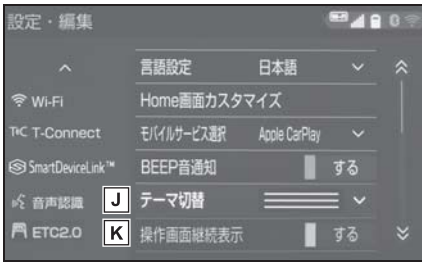 設定・編集
言語設定 日本語
Wi-Fi Home画面カスタマイズ
T-Connect モバイルサービス選択 Apple CarPlay
SmartDeviceLink™ BEEP音通知 する
音声認識 J テーマ切替
ETC2.0 K 操作画面継続表示 する